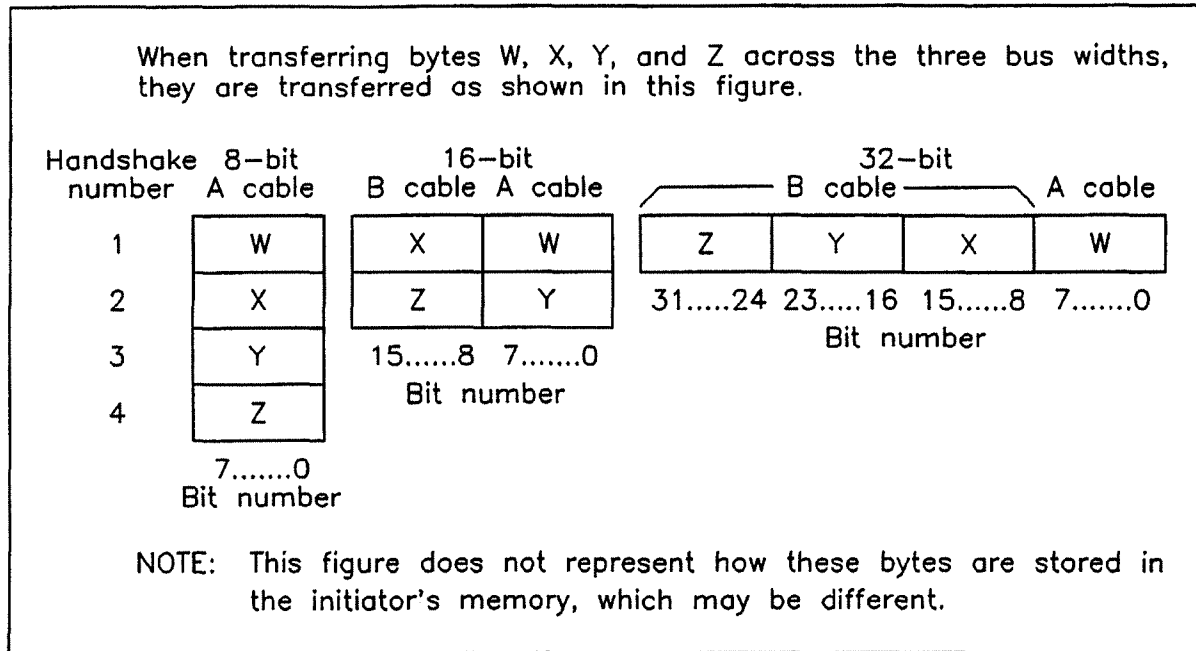 When transferring bytes W, X, Y, and Z across the three bus widths,
they are transferred as shown in this figure.
Handshake 8-bit 16-bit 32-bit
number A cable B cable A cable B cable A cable
1 W X W Z Y X W
2 X Z Y 31.....24 23.....16 15......8 7.......0
3 Y 15......8 7.......0 Bit number
4 Z Bit number
7.......0
Bit number
NOTE: This figure does not represent how these bytes are stored in
the initiator's memory, which may be different.